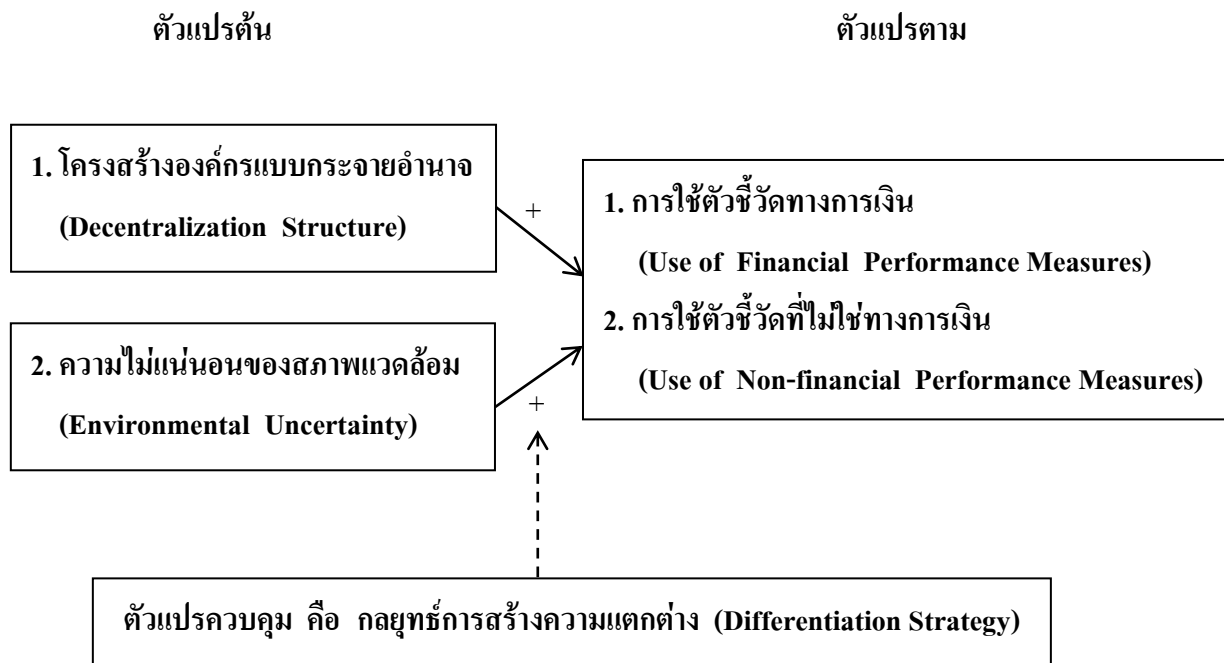 ตัวแปรต้น
ตัวแปรตาม
1. โครงสร้างองค์กรแบบกระจายอำนาจ
(Decentralization Structure)
+
1. การใช้ตัวชี้วัดทางการเงิน
(Use of Financial Performance Measures)
2. การใช้ตัวชี้วัดที่ไม่ใช่ทางการเงิน
(Use of Non-financial Performance Measures)
2. ความไม่แน่นอนของสภาพแวดล้อม
(Environmental Uncertainty)
+
ตัวแปรควบคุม คือ กลยุทธ์การสร้างความแตกต่าง (Differentiation Strategy)